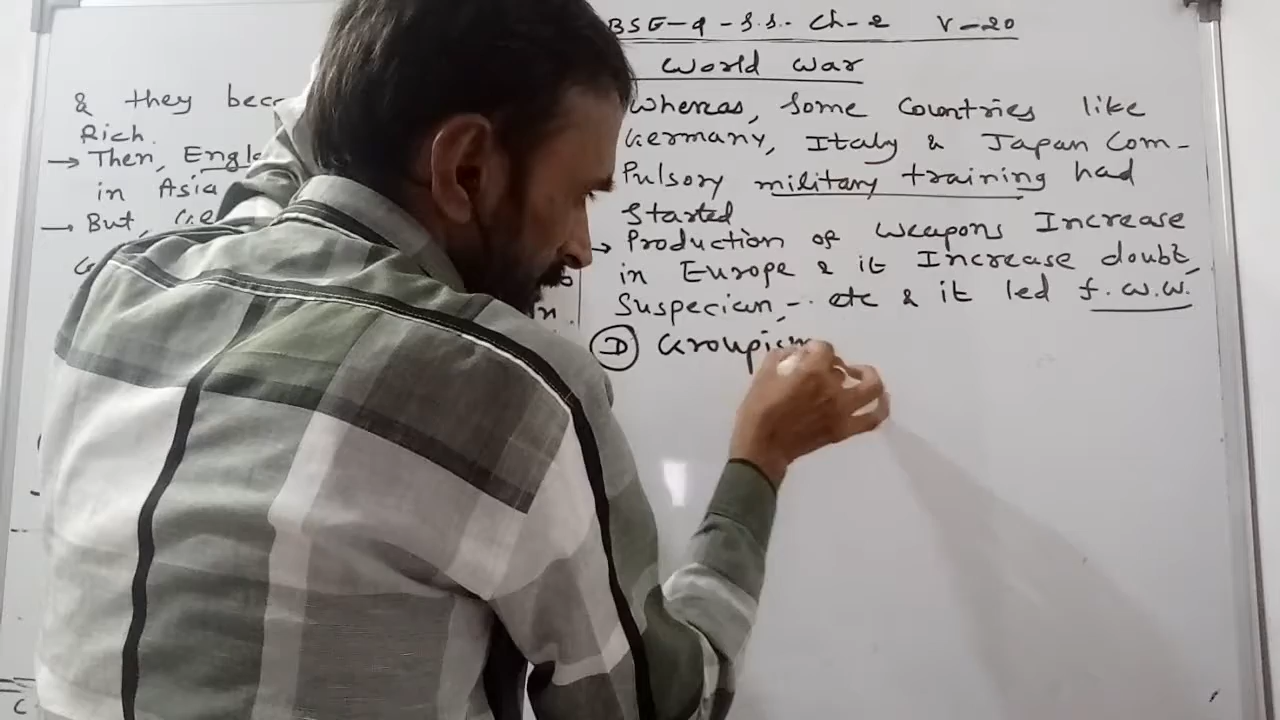 BSE-9-S.S.- Ch-2 V-20
World War
& they
Rich.
→ Then,
in Asia
→ But,
whereas, Some Countries like
Germany, Italy & Japan Com-
Pulsory military training had
Started
→ Production of weapons Increase
in Europe & it Increase doubt,
Suspecian, -. etc & it led f.w.w.
D Groupism